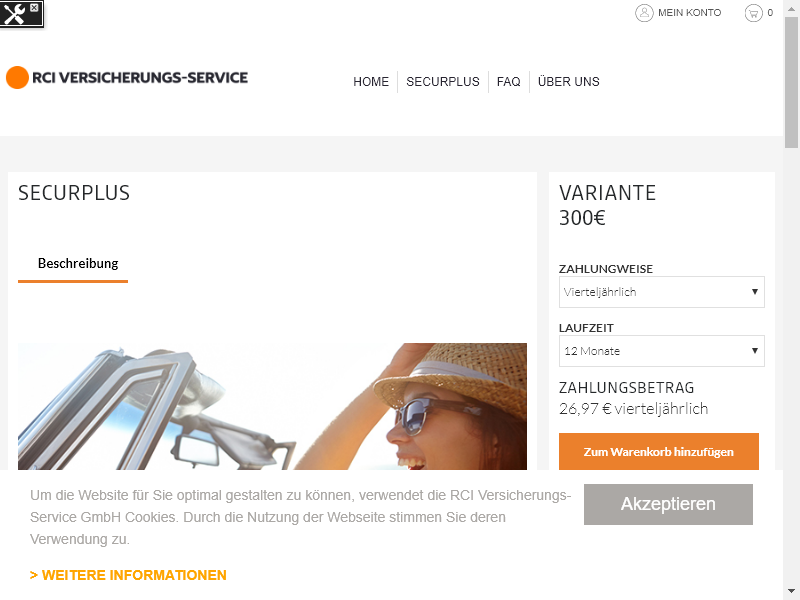 MEIN KONTO
0
RCI VERSICHERUNGS-SERVICE
HOME
SECURPLUS
FAQ
ÜBER UNS
SECURPLUS
Beschreibung
VARIANTE
300€
ZAHLUNGWEISE
Vierteljährlich
LAUFZEIT
12 Monate
ZAHLUNGSBETRAG
26,97 € vierteljährlich
Zum Warenkorb hinzufügen
Um die Website für Sie optimal gestalten zu können, verwendet die RCI Versicherungs-
Service GmbH Cookies. Durch die Nutzung der Webseite stimmen Sie deren
Verwendung zu.
> WEITERE INFORMATIONEN
Akzeptieren